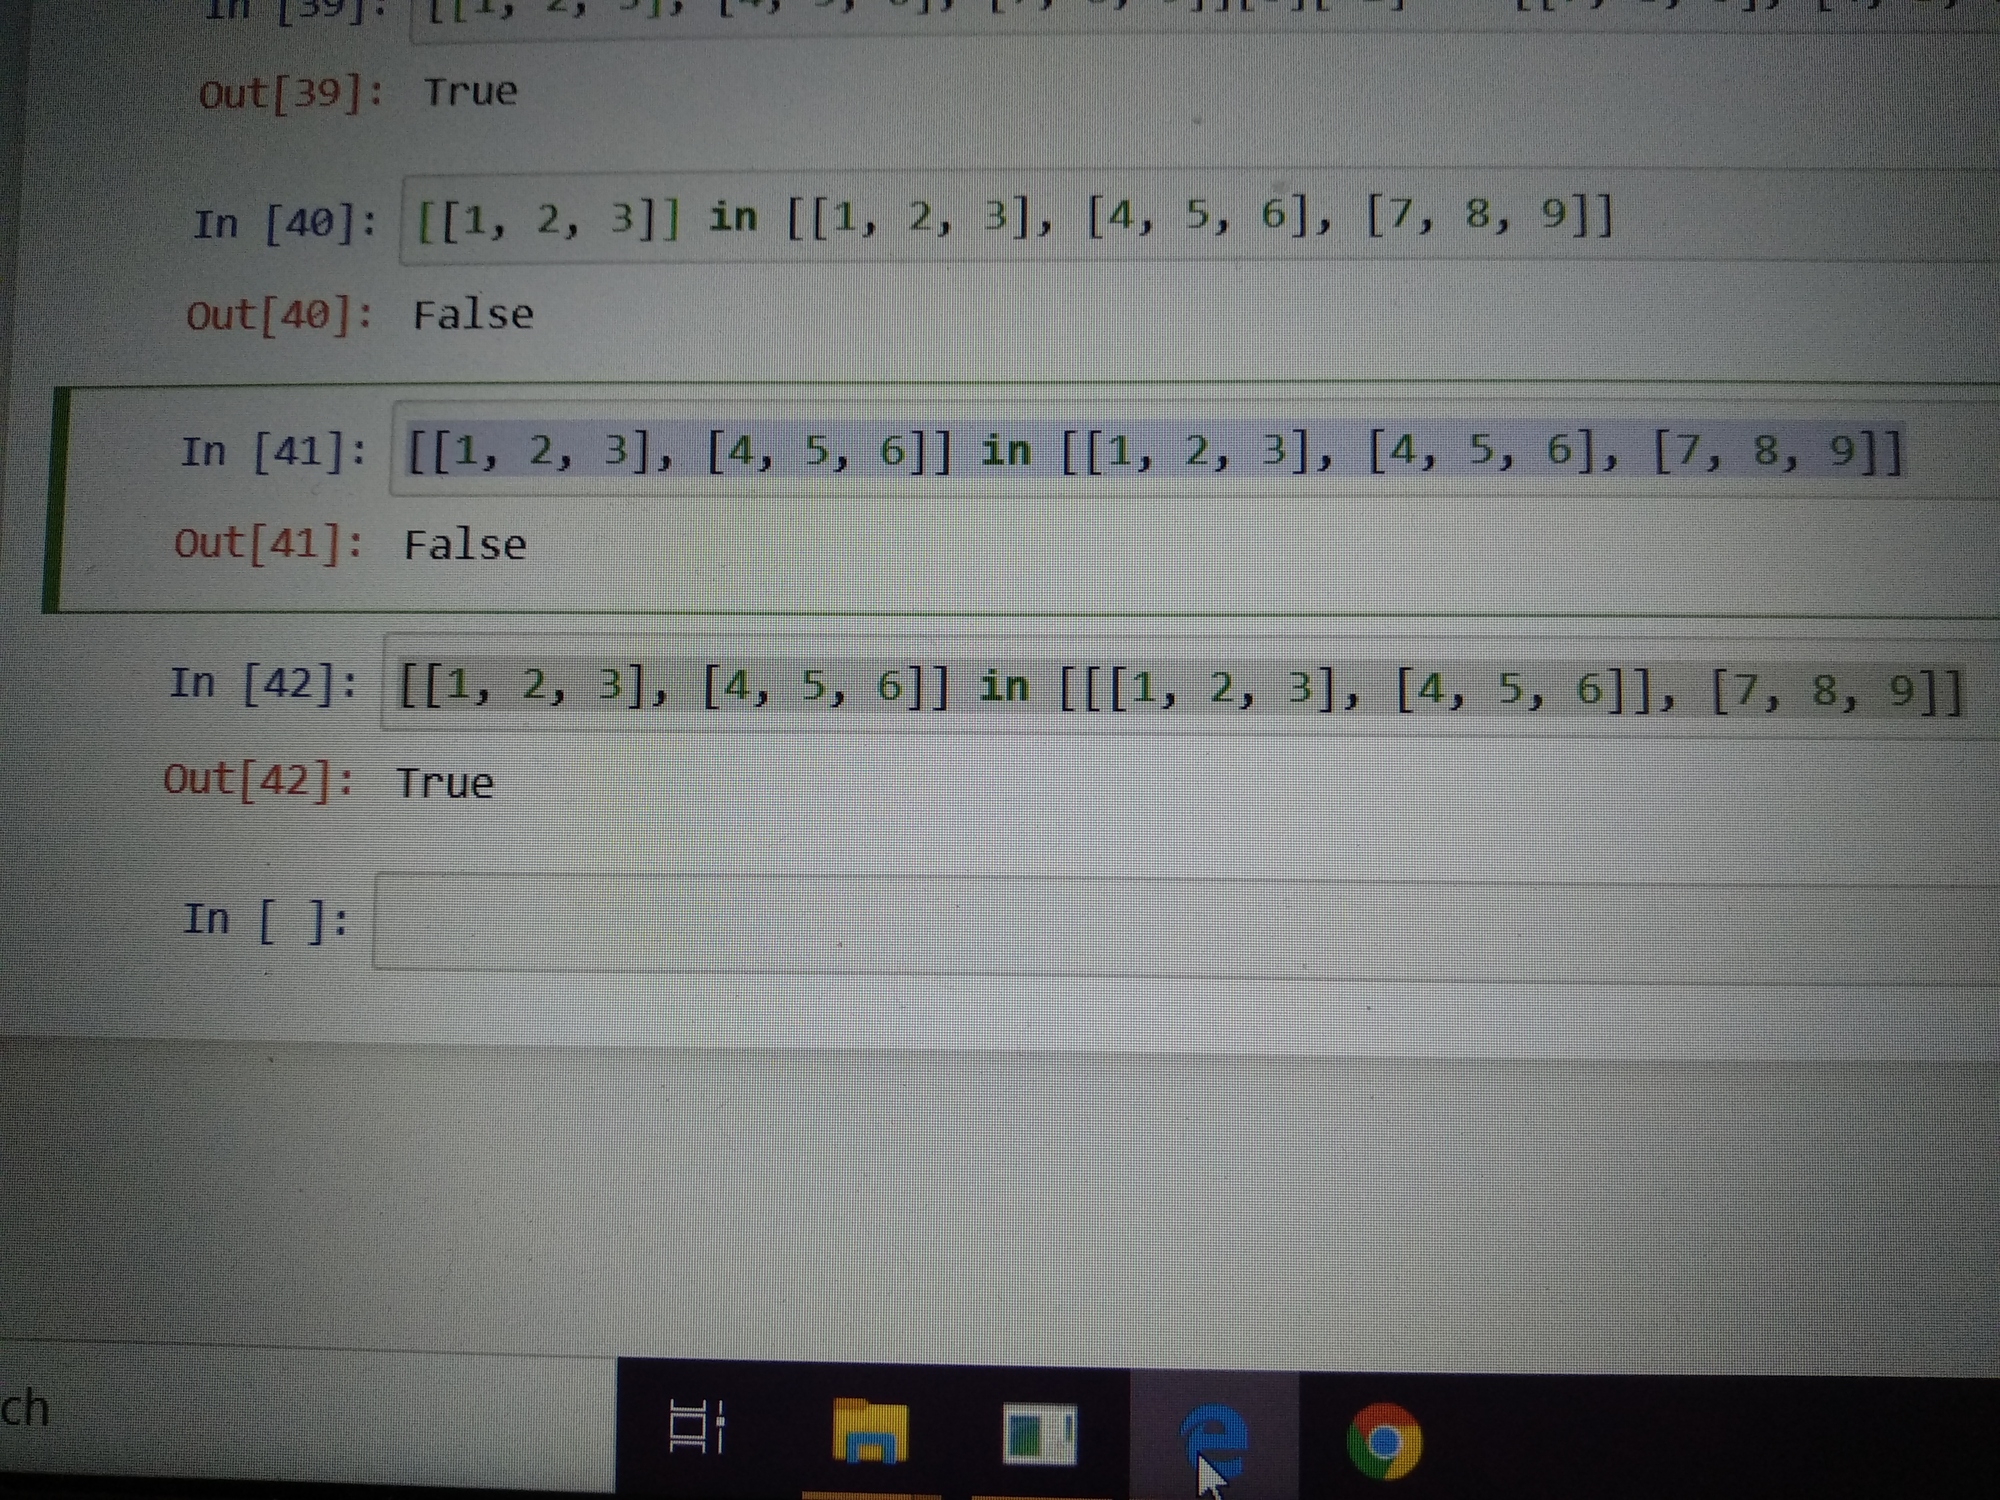 In [39]:
Out[39]: True
In [40]: [[1, 2, 3]] in [[1, 2, 3], [4, 5, 6], [7, 8, 9]]
Out[40]: False
In [41]: [[1, 2, 3], [4, 5, 6]] in [[1, 2, 3], [4, 5, 6], [7, 8, 9]]
Out[41]: False
In [42]: [[1, 2, 3], [4, 5, 6]] in [[[1, 2, 3], [4, 5, 6]], [7, 8, 9]]
Out[42]: True
In [ ]:
ch